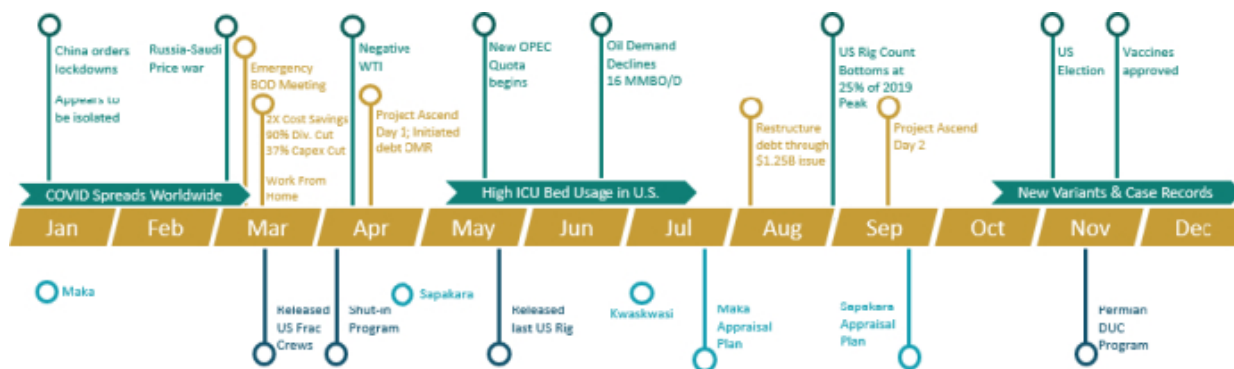 China orders
lockdowns
Appears to
be isolated
Russia-Saudi
Price war
Emergency
BOD Meeting
2X Cost Savings
90% Div. Cut
37% Capex Cut
Work From
Home
Negative
WTI
Project Ascend
Day 1; Initiated
debt OMR
New OPEC
Quota
begins
Oil Demand
Declines
16 MMBO/D
Restructure
debt through
$1.25B issue
US Rig Count
Bottoms at
25% of 2019
Peak
Project Ascend
Day 2
US
Election
Vaccines
approved
COVID Spreads Worldwide
High ICU Bed Usage in U.S.
New Variants & Case Records
Jan
Feb
Mar
Apr
May
Jun
Jul
Aug
Sep
Oct
Nov
Dec
Maka
Released
US Frac
Crews
Shut-in
Program
Sapakara
Released
last US Rig
Kwaskwasi
Maka
Appraisal
Plan
Sapakara
Appraisal
Plan
Permian
DUC
Program